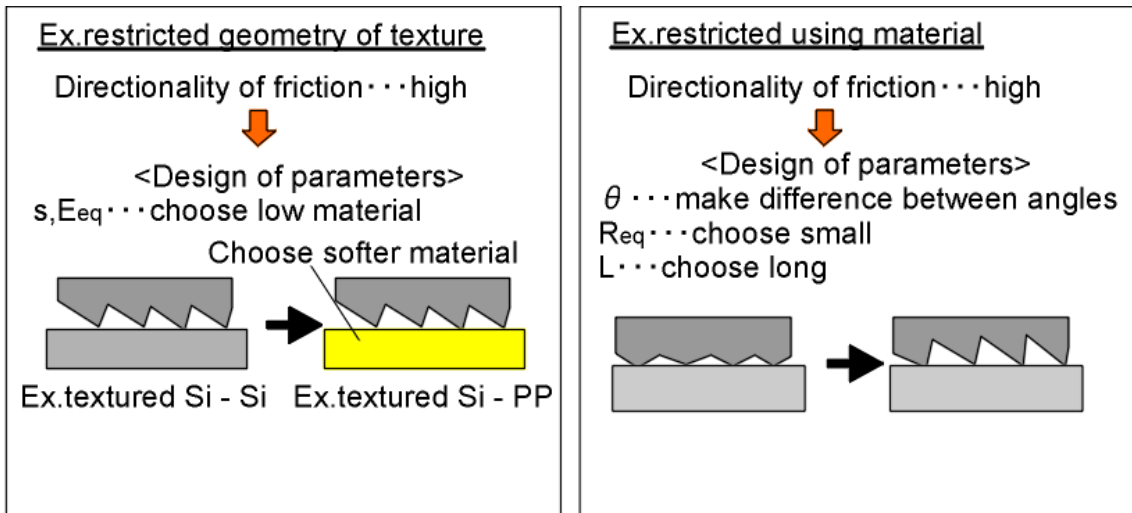 Ex.restricted geometry of texture
Directionality of friction･･･high
<Design of parameters>
s,Eeq･･･choose low material
Choose softer material
Ex.textured Si - Si
Ex.textured Si - PP
Ex.restricted using material
Directionality of friction･･･high
<Design of parameters>
θ ･･･make difference between angles
Req･･･choose small
L･･･choose long